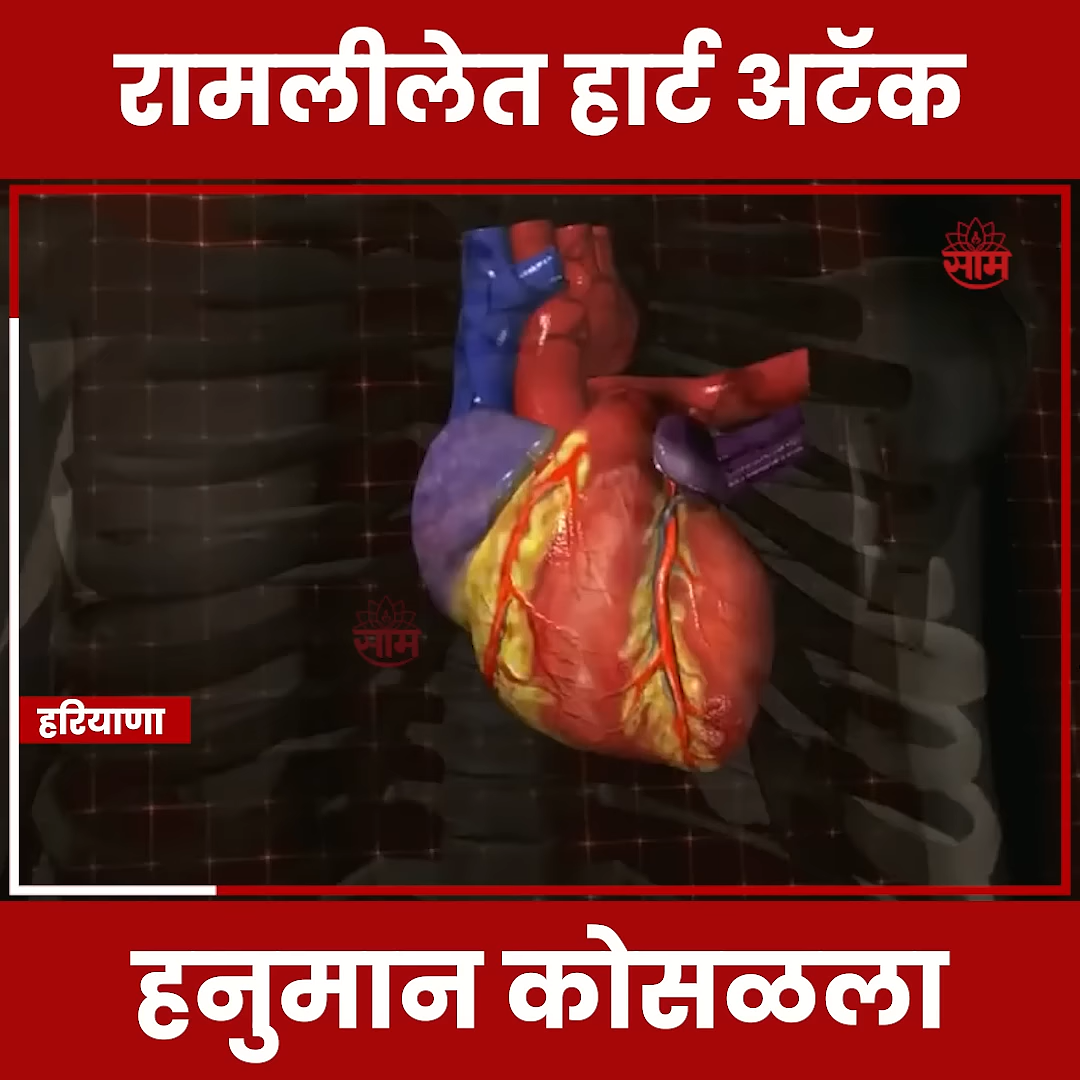 रामलीलेत हार्ट अटॅक
साम
साम
हरियाणा
हनुमान कोसळला